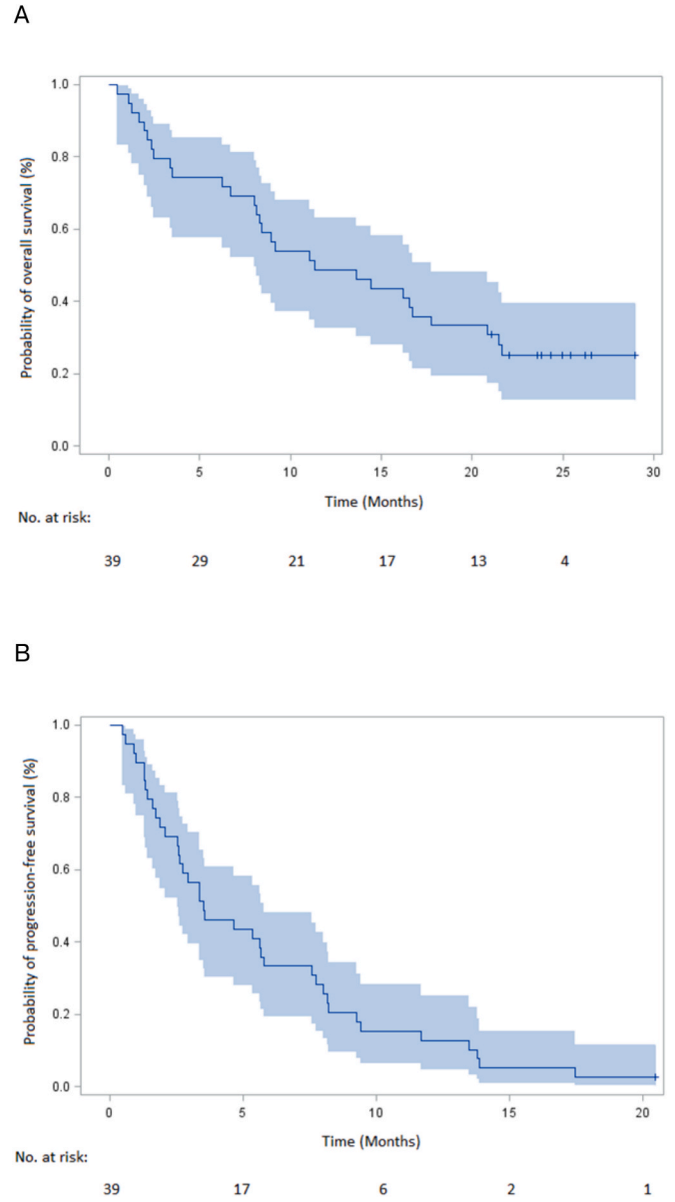 A
Probability of overall survival (%)
1.0
0.8
0.6
0.4
0.2
0.0
0 5 10 15 20 25 30
Time (Months)
No. at risk:
39 29 21 17 13 4
B
Probability of progression-free survival (%)
1.0
0.8
0.6
0.4
0.2
0.0
0 5 10 15 20
Time (Months)
No. at risk:
39 17 6 2 1